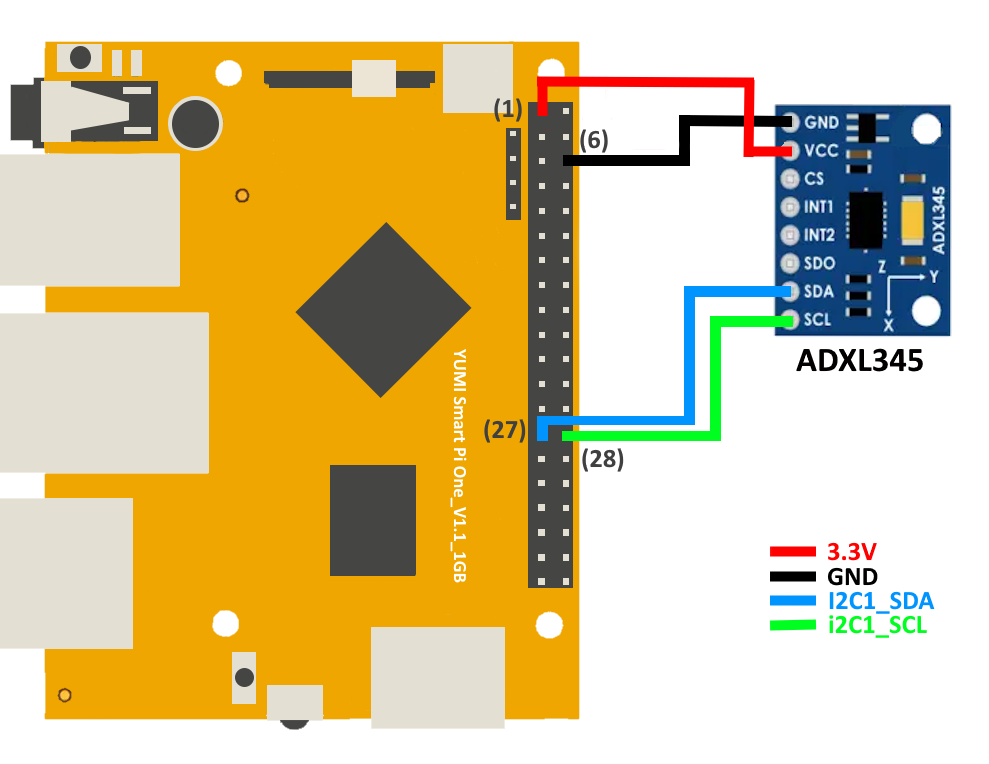 (1)
(6)
(27)
(28)
YUMI Smart Pi One_V1.1_1GB
GND
VCC
CS
INT1
INT2
SDO
SDA
SCL
ADXL345
Z
Y
X
ADXL345
3.3V
GND
I2C1_SDA
i2C1_SCL